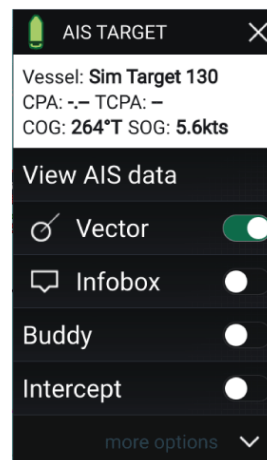 AIS TARGET
Vessel: Sim Target 130
CPA: -.– TCPA: –
COG: 264°T SOG: 5.6kts
View AIS data
Vector
Infobox
Buddy
Intercept
more options